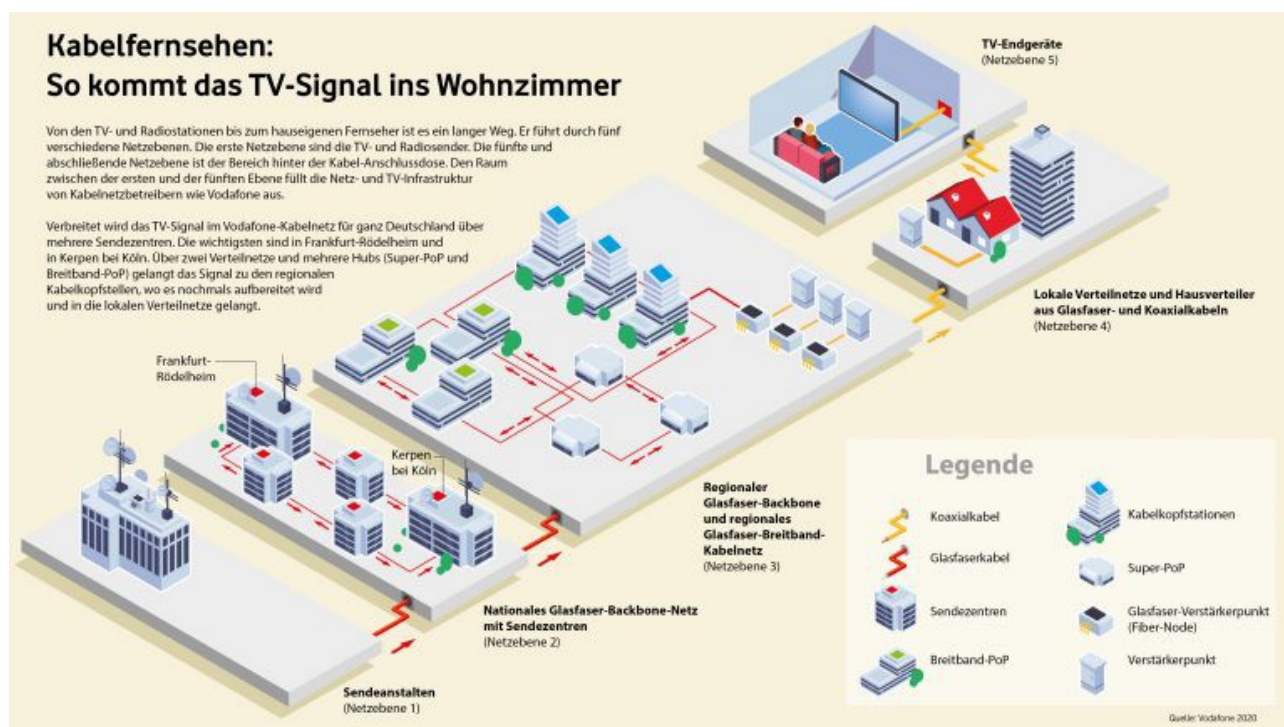 Kabelfernsehen:
So kommt das TV-Signal ins Wohnzimmer
Von den TV- und Radiostationen bis zum hauseigenen Fernseher ist es ein langer Weg. Er führt durch fünf
verschiedene Netzebenen. Die erste Netzebene sind die TV- und Radiosender. Die fünfte und
abschließende Netzebene ist der Bereich hinter der Kabel-Anschlussdose. Den Raum
zwischen der ersten und der fünften Ebene füllt die Netz- und TV-Infrastruktur
von Kabelnetzbetreibern wie Vodafone aus.
Verbreitet wird das TV-Signal im Vodafone-Kabelnetz für ganz Deutschland über
mehrere Sendezentren. Die wichtigsten sind in Frankfurt-Rödelheim und
in Kerpen bei Köln. Über zwei Verteilnetze und mehrere Hubs (Super-PoP und
Breitband-PoP) gelangt das Signal zu den regionalen
Kabelkopfstellen, wo es nochmals aufbereitet wird
und in die lokalen Verteilnetze gelangt.
TV-Endgeräte
(Netzebene 5)
Lokale Verteilnetze und Hausverteiler
aus Glasfaser- und Koaxialkabeln
(Netzebene 4)
Frankfurt-
Rödelheim
Kerpen
bei Köln
Regionaler
Glasfaser-Backbone
und regionales
Glasfaser-Breitband-
Kabelnetz
(Netzebene 3)
Nationales Glasfaser-Backbone-Netz
mit Sendezentren
(Netzebene 2)
Sendeanstalten
(Netzebene 1)
Legende
Koaxialkabel
Glasfaserkabel
Sendezentren
Breitband-PoP
Kabelkopfstationen
Super-PoP
Glasfaser-Verstärkerpunkt
(Fiber-Node)
Verstärkerpunkt
Quelle: Vodafone 2020